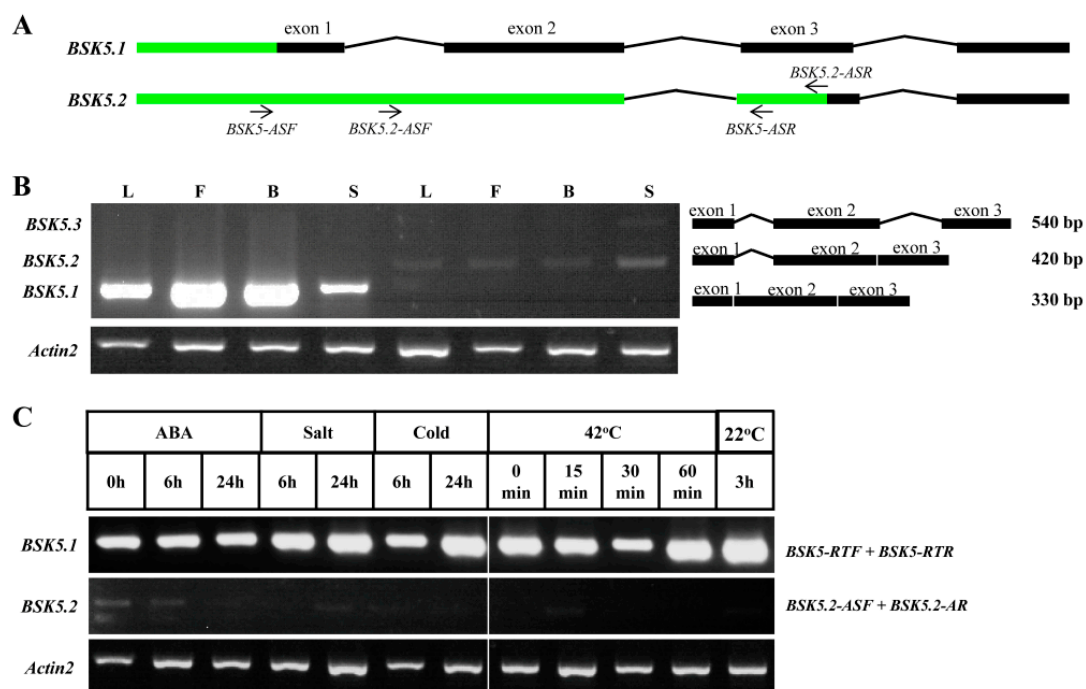 A
exon 1 exon 2 exon 3
BSK5.1
BSK5.2-ASR
BSK5.2
BSK5-ASF BSK5.2-ASF BSK5-ASR
B
L F B S L F B S
BSK5.3
exon 1 exon 2 exon 3 540 bp
BSK5.2
exon 1 exon 2 exon 3 420 bp
BSK5.1
exon 1 exon 2 exon 3 330 bp
Actin2
C
ABA Salt Cold 42°C 22°C
0h 6h 24h 6h 24h 6h 24h 0 min 15 min 30 min 60 min 3h
BSK5.1 BSK5-RTF + BSK5-RTR
BSK5.2 BSK5.2-ASF + BSK5.2-AR
Actin2